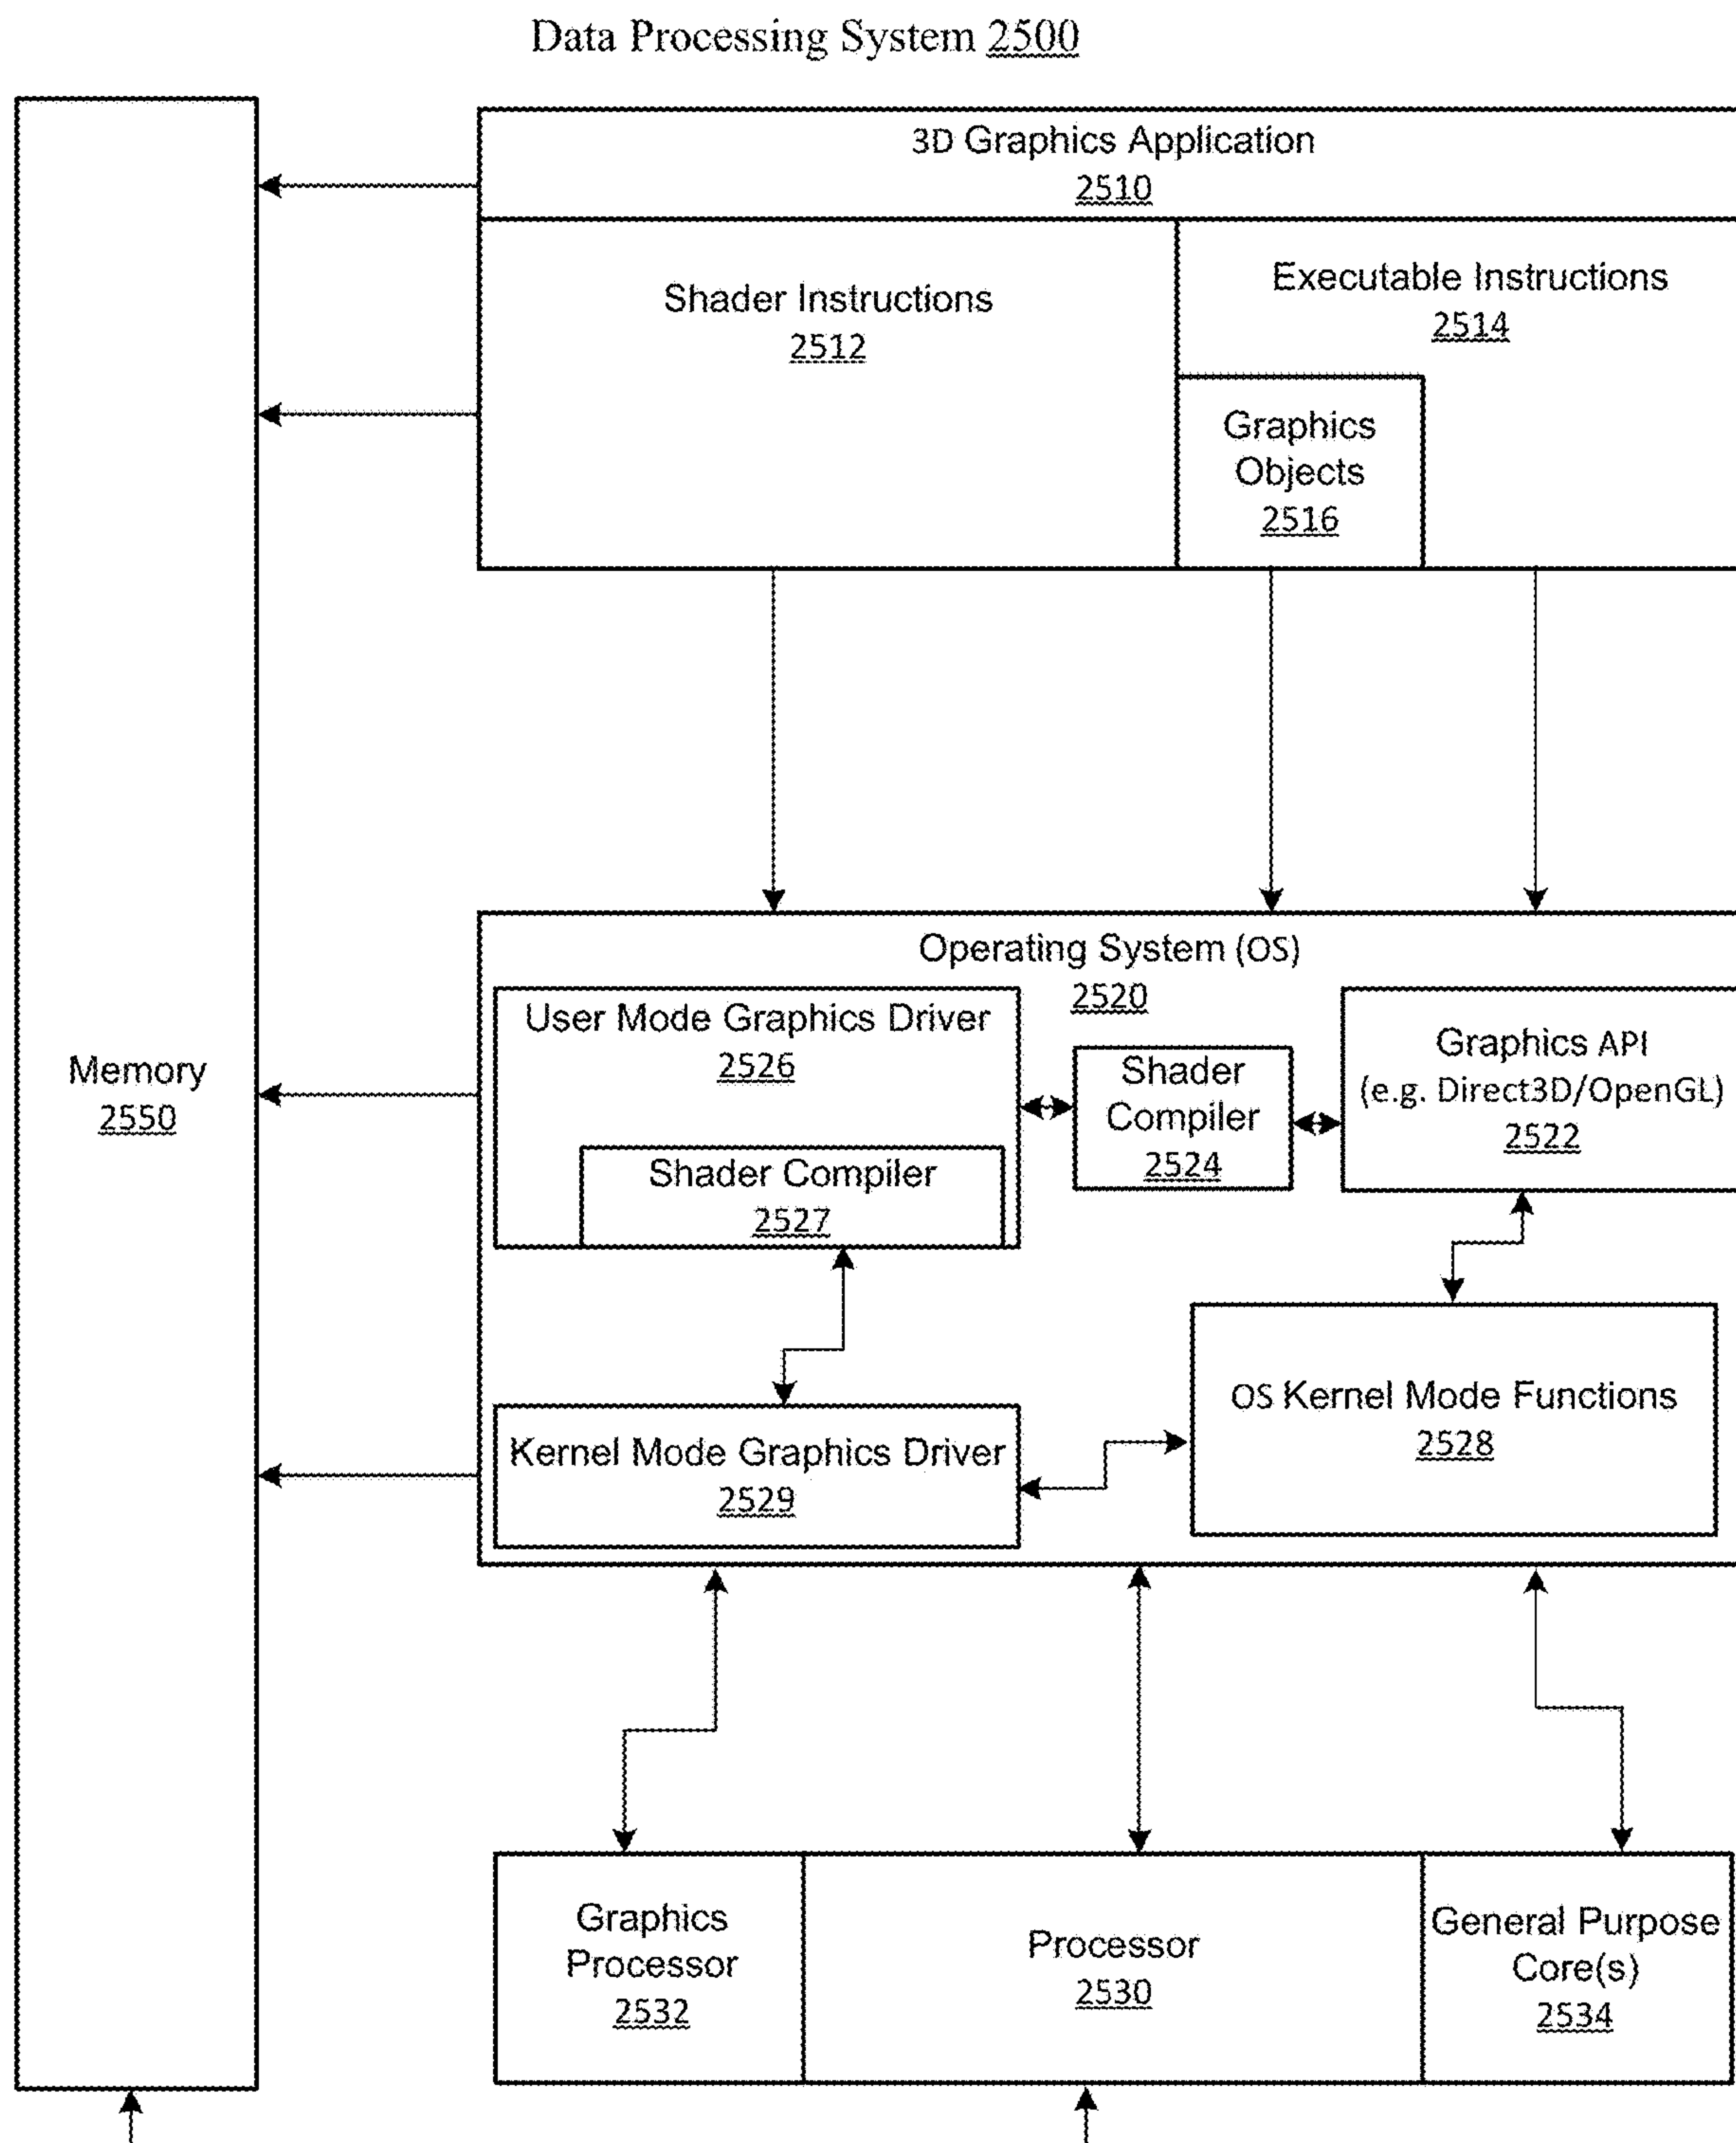 Data Processing System 2500
3D Graphics Application
2510
Shader Instructions
2512
Executable Instructions
2514
Graphics
Objects
2516
Operating System (OS)
2520
User Mode Graphics Driver
2526
Shader Compiler
2527
Shader
Compiler
2524
Graphics API
(e.g. Direct3D/OpenGL)
2522
Memory
2550
OS Kernel Mode Functions
2528
Kernel Mode Graphics Driver
2529
Graphics
Processor
2532
Processor
2530
General Purpose
Core(s)
2534